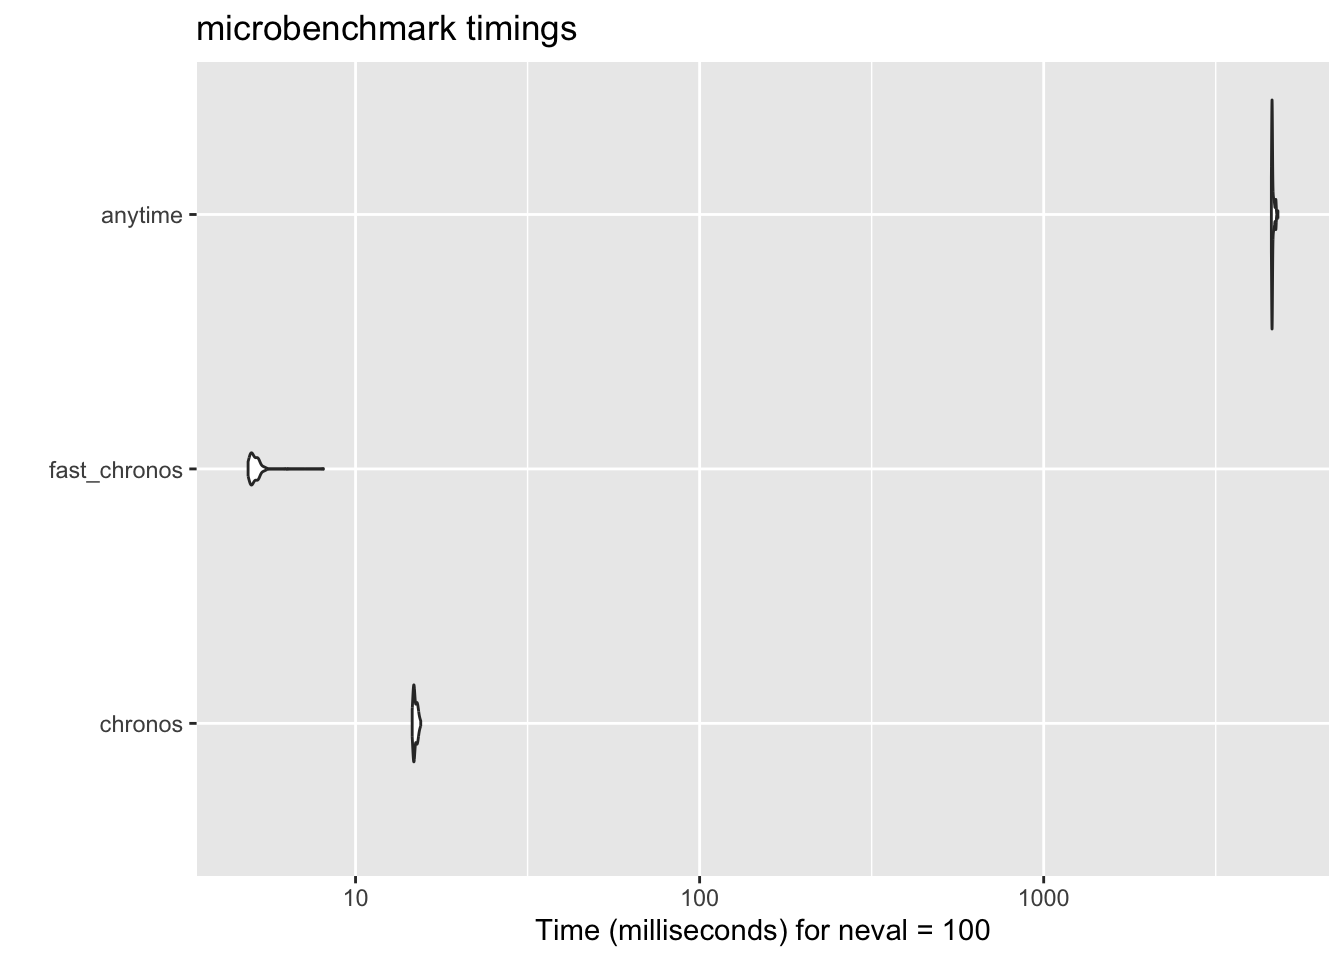 microbenchmark timings
anytime
fast_chronos
chronos
10 100 1000
Time (milliseconds) for neval = 100